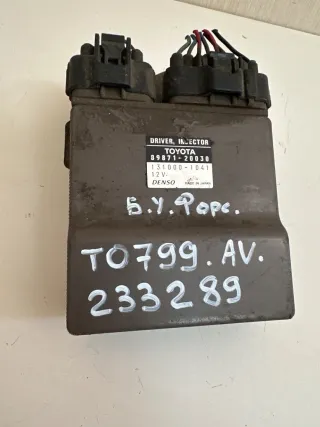 DRIVER, INJECTOR
TOYOTA
89871-20030
131000-1041
12V
DENSO MADE IN JAPAN
Б.У. Форс.
TO799.AV.
233289